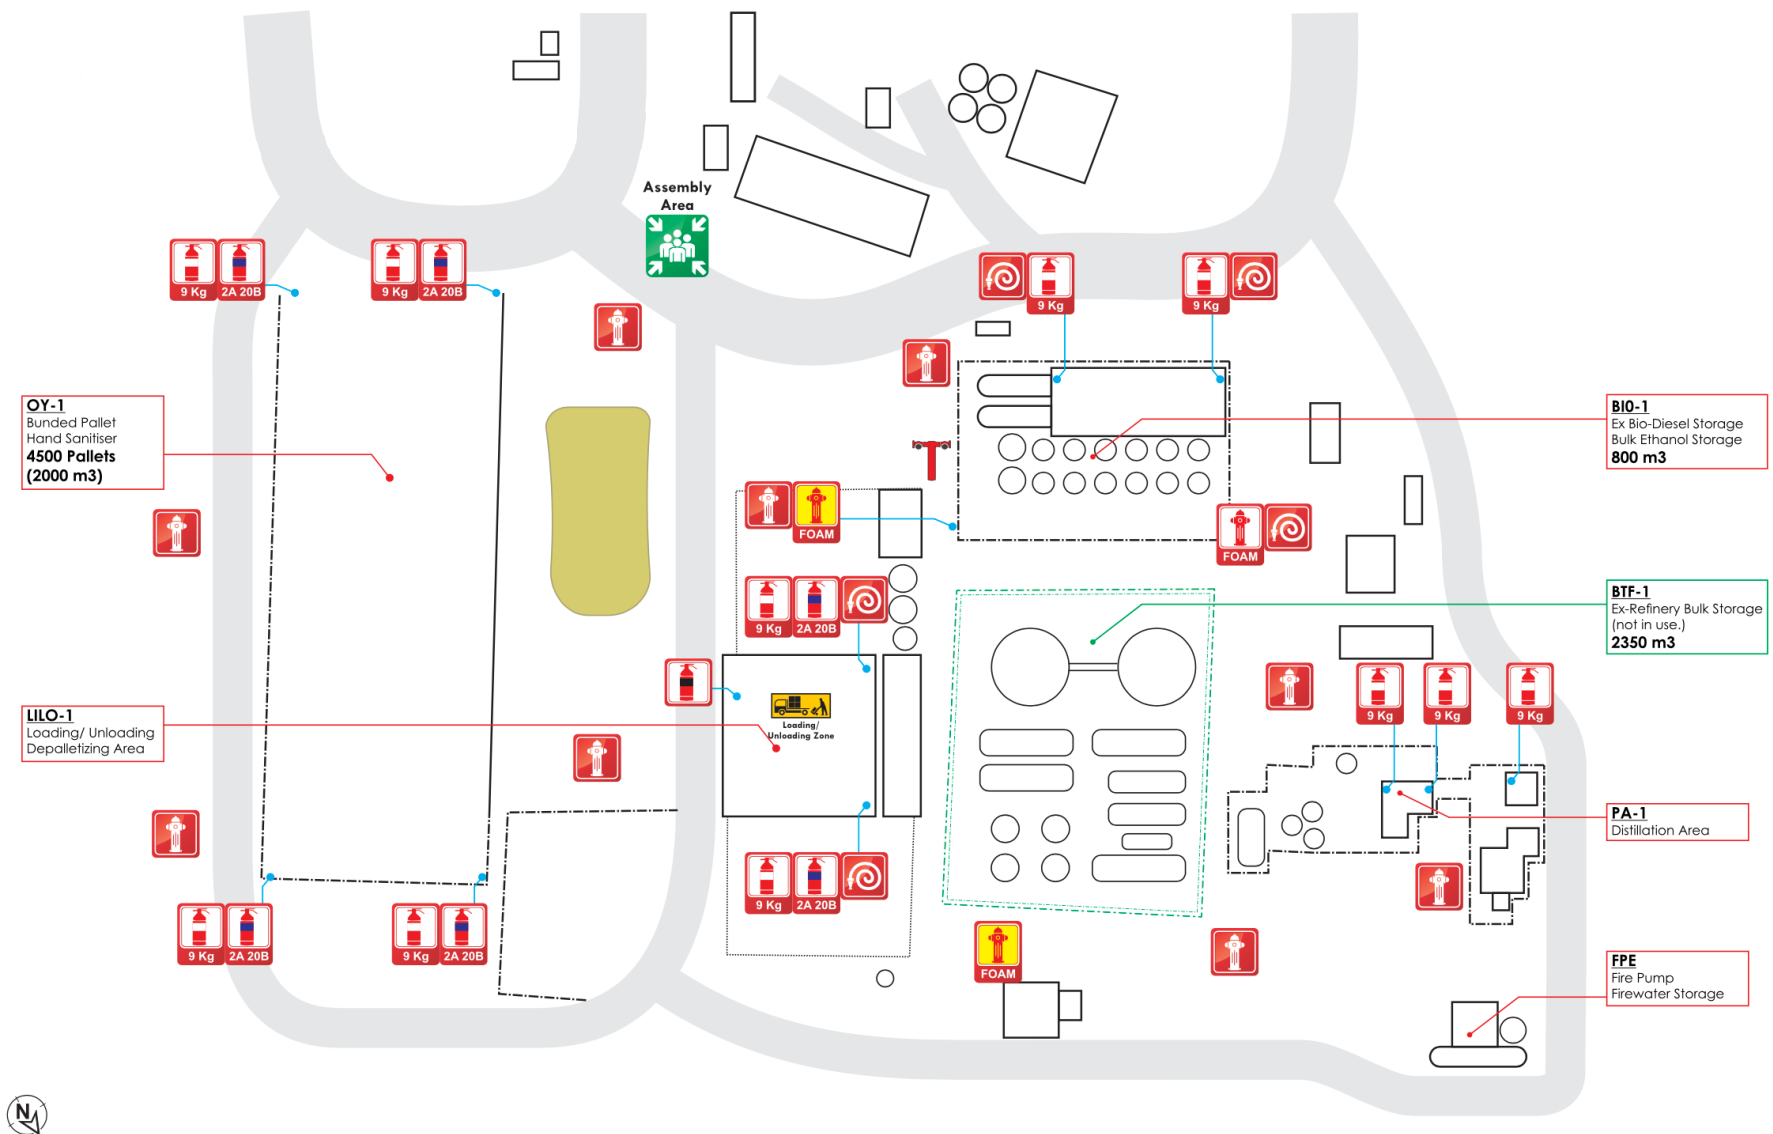 Assembly
Area
9 Kg
2A 20B
9 Kg
2A 20B
9 Kg
9 Kg
OY-1
Bunded Pallet
Hand Sanitiser
4500 Pallets
(2000 m3)
BI0-1
Ex Bio-Diesel Storage
Bulk Ethanol Storage
800 m3
FOAM
FOAM
BTF-1
Ex-Refinery Bulk Storage
(not in use.)
2350 m3
9 Kg
2A 20B
LILO-1
Loading/ Unloading
Depalletizing Area
Loading/
Unloading Zone
9 Kg
9 Kg
9 Kg
PA-1
Distillation Area
9 Kg
2A 20B
9 Kg
2A 20B
9 Kg
2A 20B
FOAM
FPE
Fire Pump
Firewater Storage
N